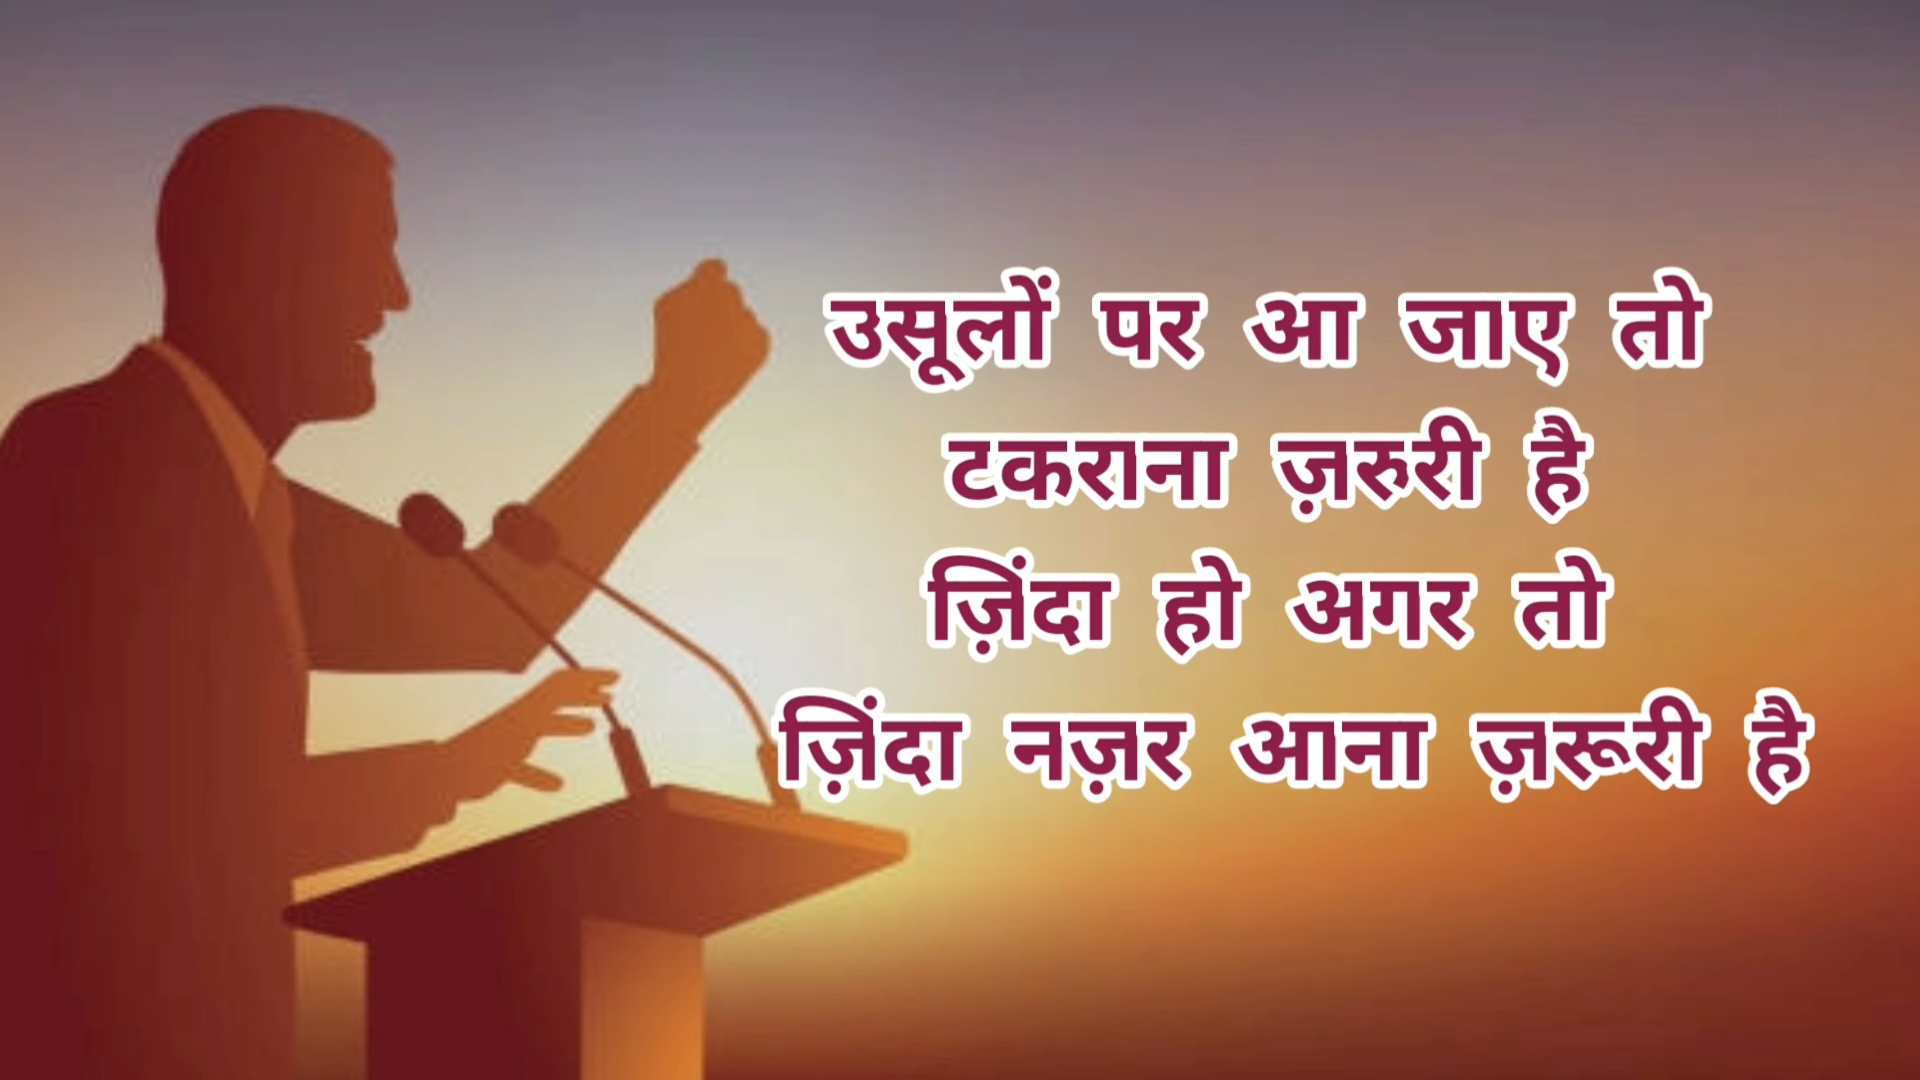 उसूलों पर आ जाए तो
टकराना ज़रुरी है
ज़िंदा हो अगर तो
ज़िंदा नज़र आना ज़रूरी है